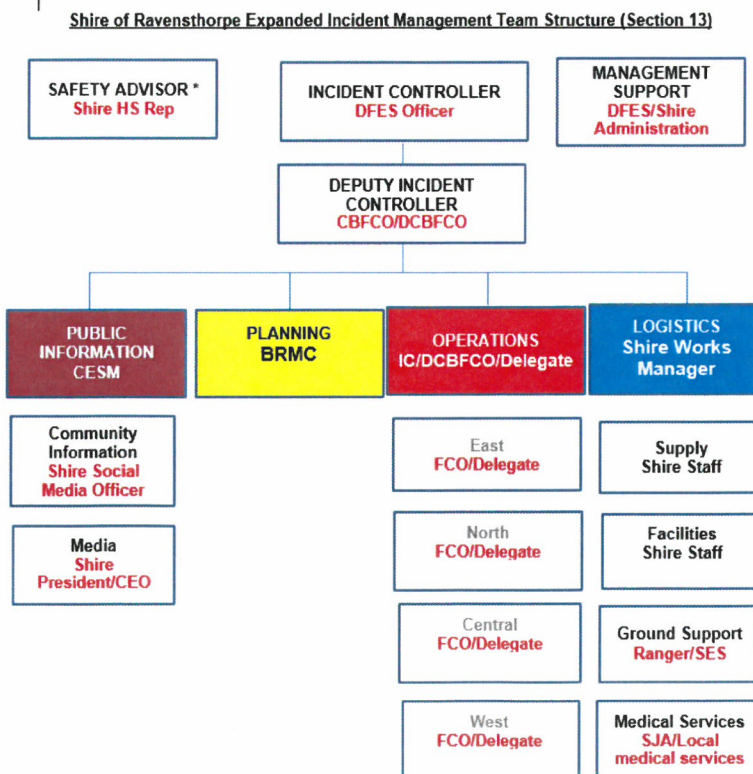 Shire of Ravensthorpe Expanded Incident Management Team Structure (Section 13)
SAFETY ADVISOR *
Shire HS Rep
INCIDENT CONTROLLER
DFES Officer
MANAGEMENT
SUPPORT
DFES/Shire
Administration
DEPUTY INCIDENT
CONTROLLER
CBFCO/DCBFCO
PUBLIC
INFORMATION
CESM
PLANNING
BRMC
OPERATIONS
IC/DCBFCO/Delegate
LOGISTICS
Shire Works
Manager
Community
Information
Shire Social
Media Officer
Media
Shire
President/CEO
East
FCO/Delegate
North
FCO/Delegate
Central
FCO/Delegate
West
FCO/Delegate
Supply
Shire Staff
Facilities
Shire Staff
Ground Support
Ranger/SES
Medical Services
SJA/Local
medical services